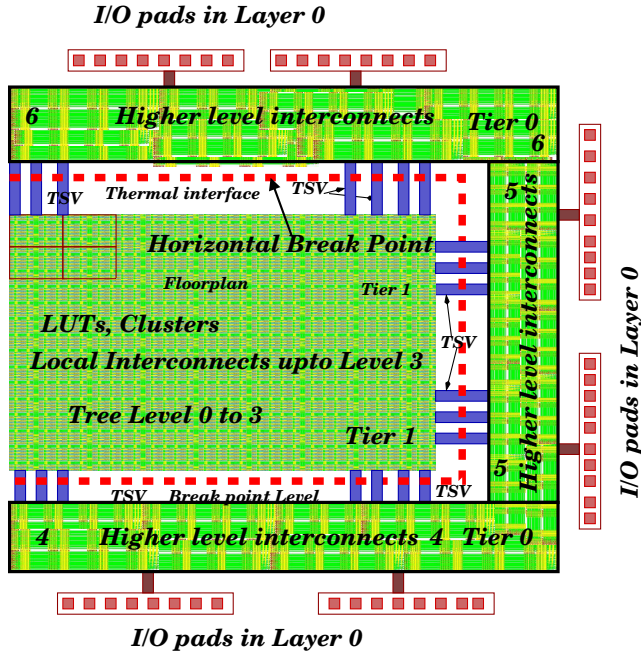 I/O pads in Layer 0
6 Higher level interconnects Tier 0
6
TSV Thermal interface TSV
5
Horizontal Break Point
Floorplan
Tier 1
LUTs, Clusters
TSV
Local Interconnects upto Level 3
Tree Level 0 to 3
Tier 1
Higher level interconnects
I/O pads in Layer 0
5
TSV Break point Level TSV
4 Higher level interconnects 4 Tier 0
I/O pads in Layer 0